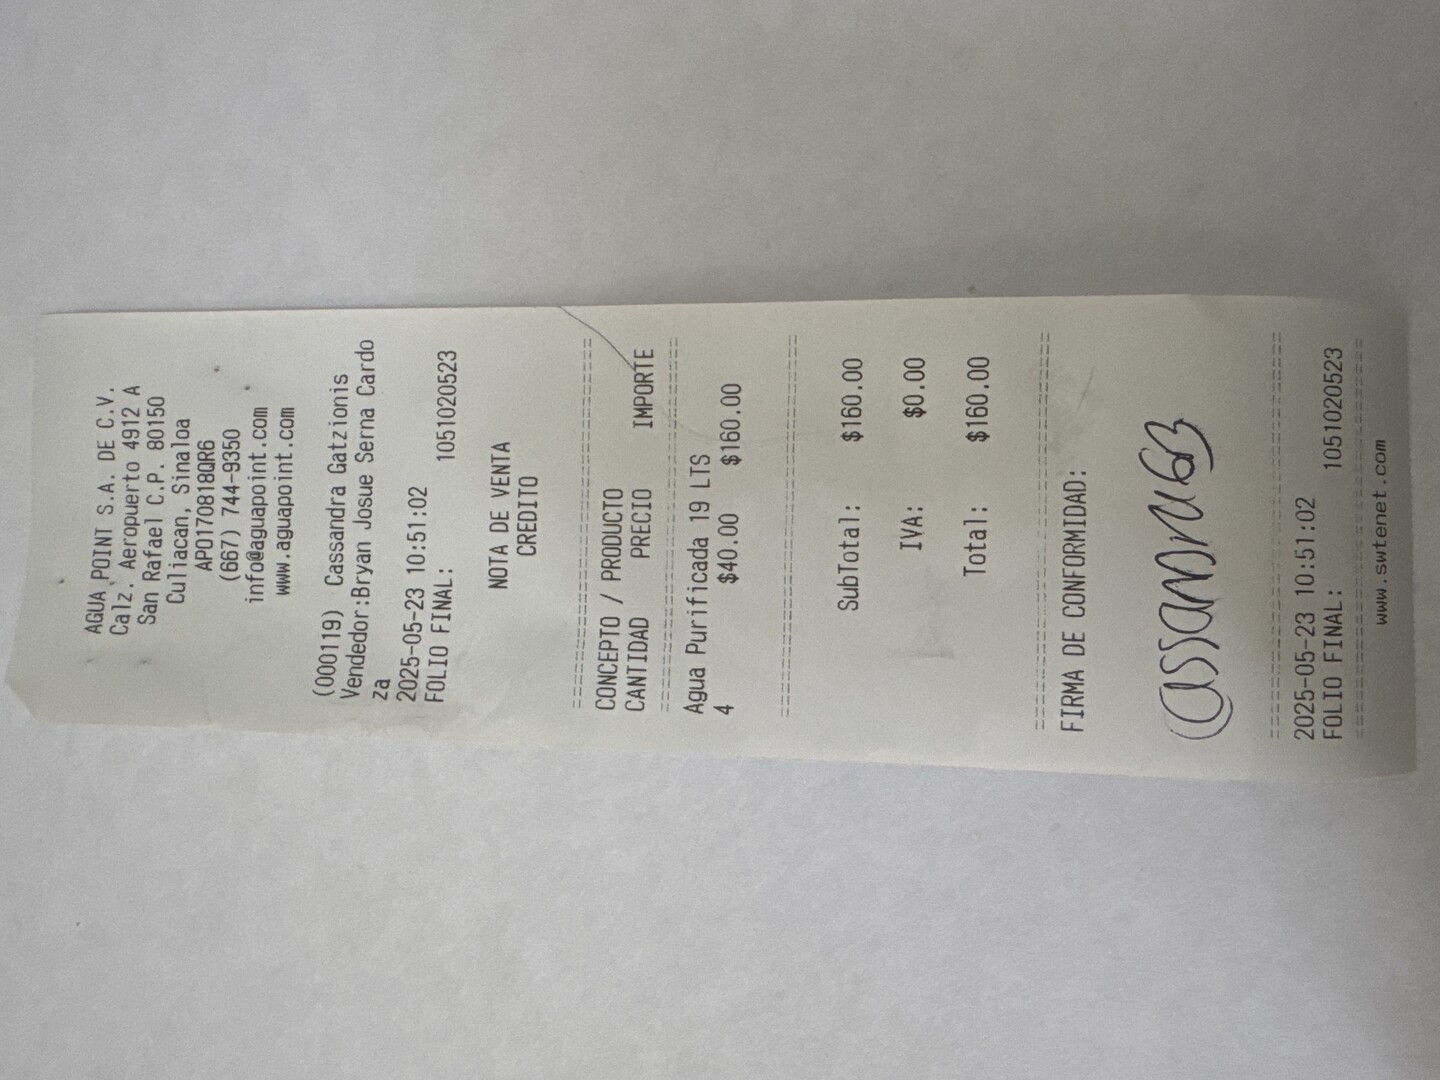 AGUA POINT S.A. DE C.V.
Calz. Aeropuerto 4912 A
San Rafael C.P. 80150
Culiacan, Sinaloa
APO170818QR6
(667) 744-9350
info@aguapoint.com
www.aguapoint.com
(000119) Cassandra Gatzionis
Vendedor:Bryan Josue Serna Cardo
za
2025-05-23 10:51:02
FOLIO FINAL: 1051020523
NOTA DE VENTA
CREDITO
CONCEPTO / PRODUCTO
CANTIDAD PRECIO IMPORTE
Agua Purificada 19 LTS
4 $40.00 $160.00
SubTotal: $160.00
IVA: $0.00
Total: $160.00
FIRMA DE CONFORMIDAD:
2025-05-23 10:51:02
FOLIO FINAL: 1051020523
www.swtenet.com